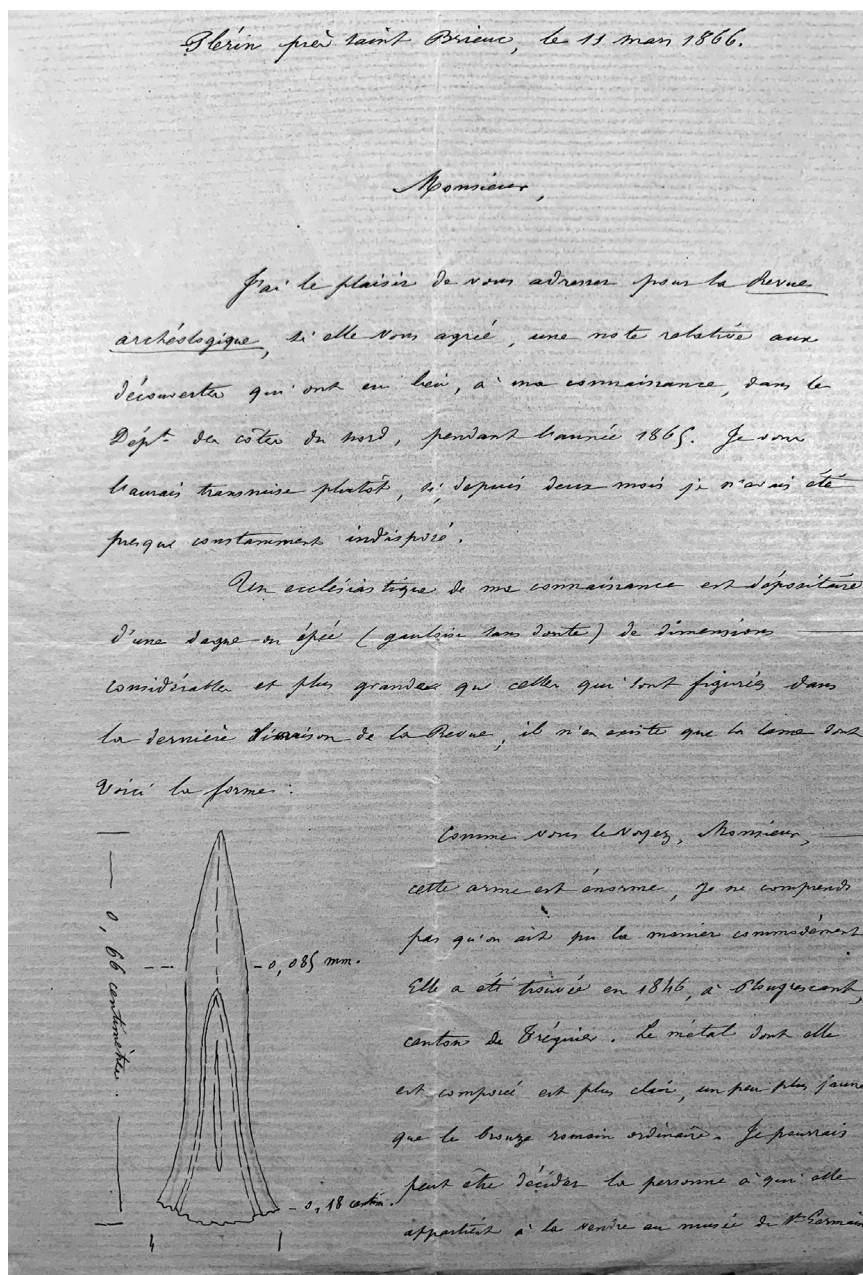 Plérin près saint Brieuc, le 11 mars 1866.
Monsieur,
J'ai le plaisir de vous adresser pour la Revue
archéologique, si elle vous agrée, une note relative aux
découvertes qui ont eu lieu, à ma connaissance, dans le
Dépt. des côtes du nord, pendant l'année 1865. Je vous
l'aurais transmise plutôt, si, depuis deux mois je n'avais été
presque constamment indisposé.
Un ecclésiastique de ma connaissance est dépositaire
d'une dague ou épée (gauloise sans doute) de dimensions
considérables et plus grandes que celles qui sont figurées dans
la dernière livraison de la Revue, il n'en existe que la lame dont
voici la forme :
Comme vous le voyez, Monsieur,
cette arme est énorme, Je ne comprends
pas qu'on ait pu la manier commodément
Elle a été trouvée en 1846, à Plougrescant,
canton de Tréguier. Le métal dont elle
est composée est plus clair, un peu plus jaune
que le bronze romain ordinaire. Je pourrais
peut être décider la personne à qui elle
appartient à la vendre au musée de St Germain
0,66 centimètres.
0,085 mm.
0,18 centim.